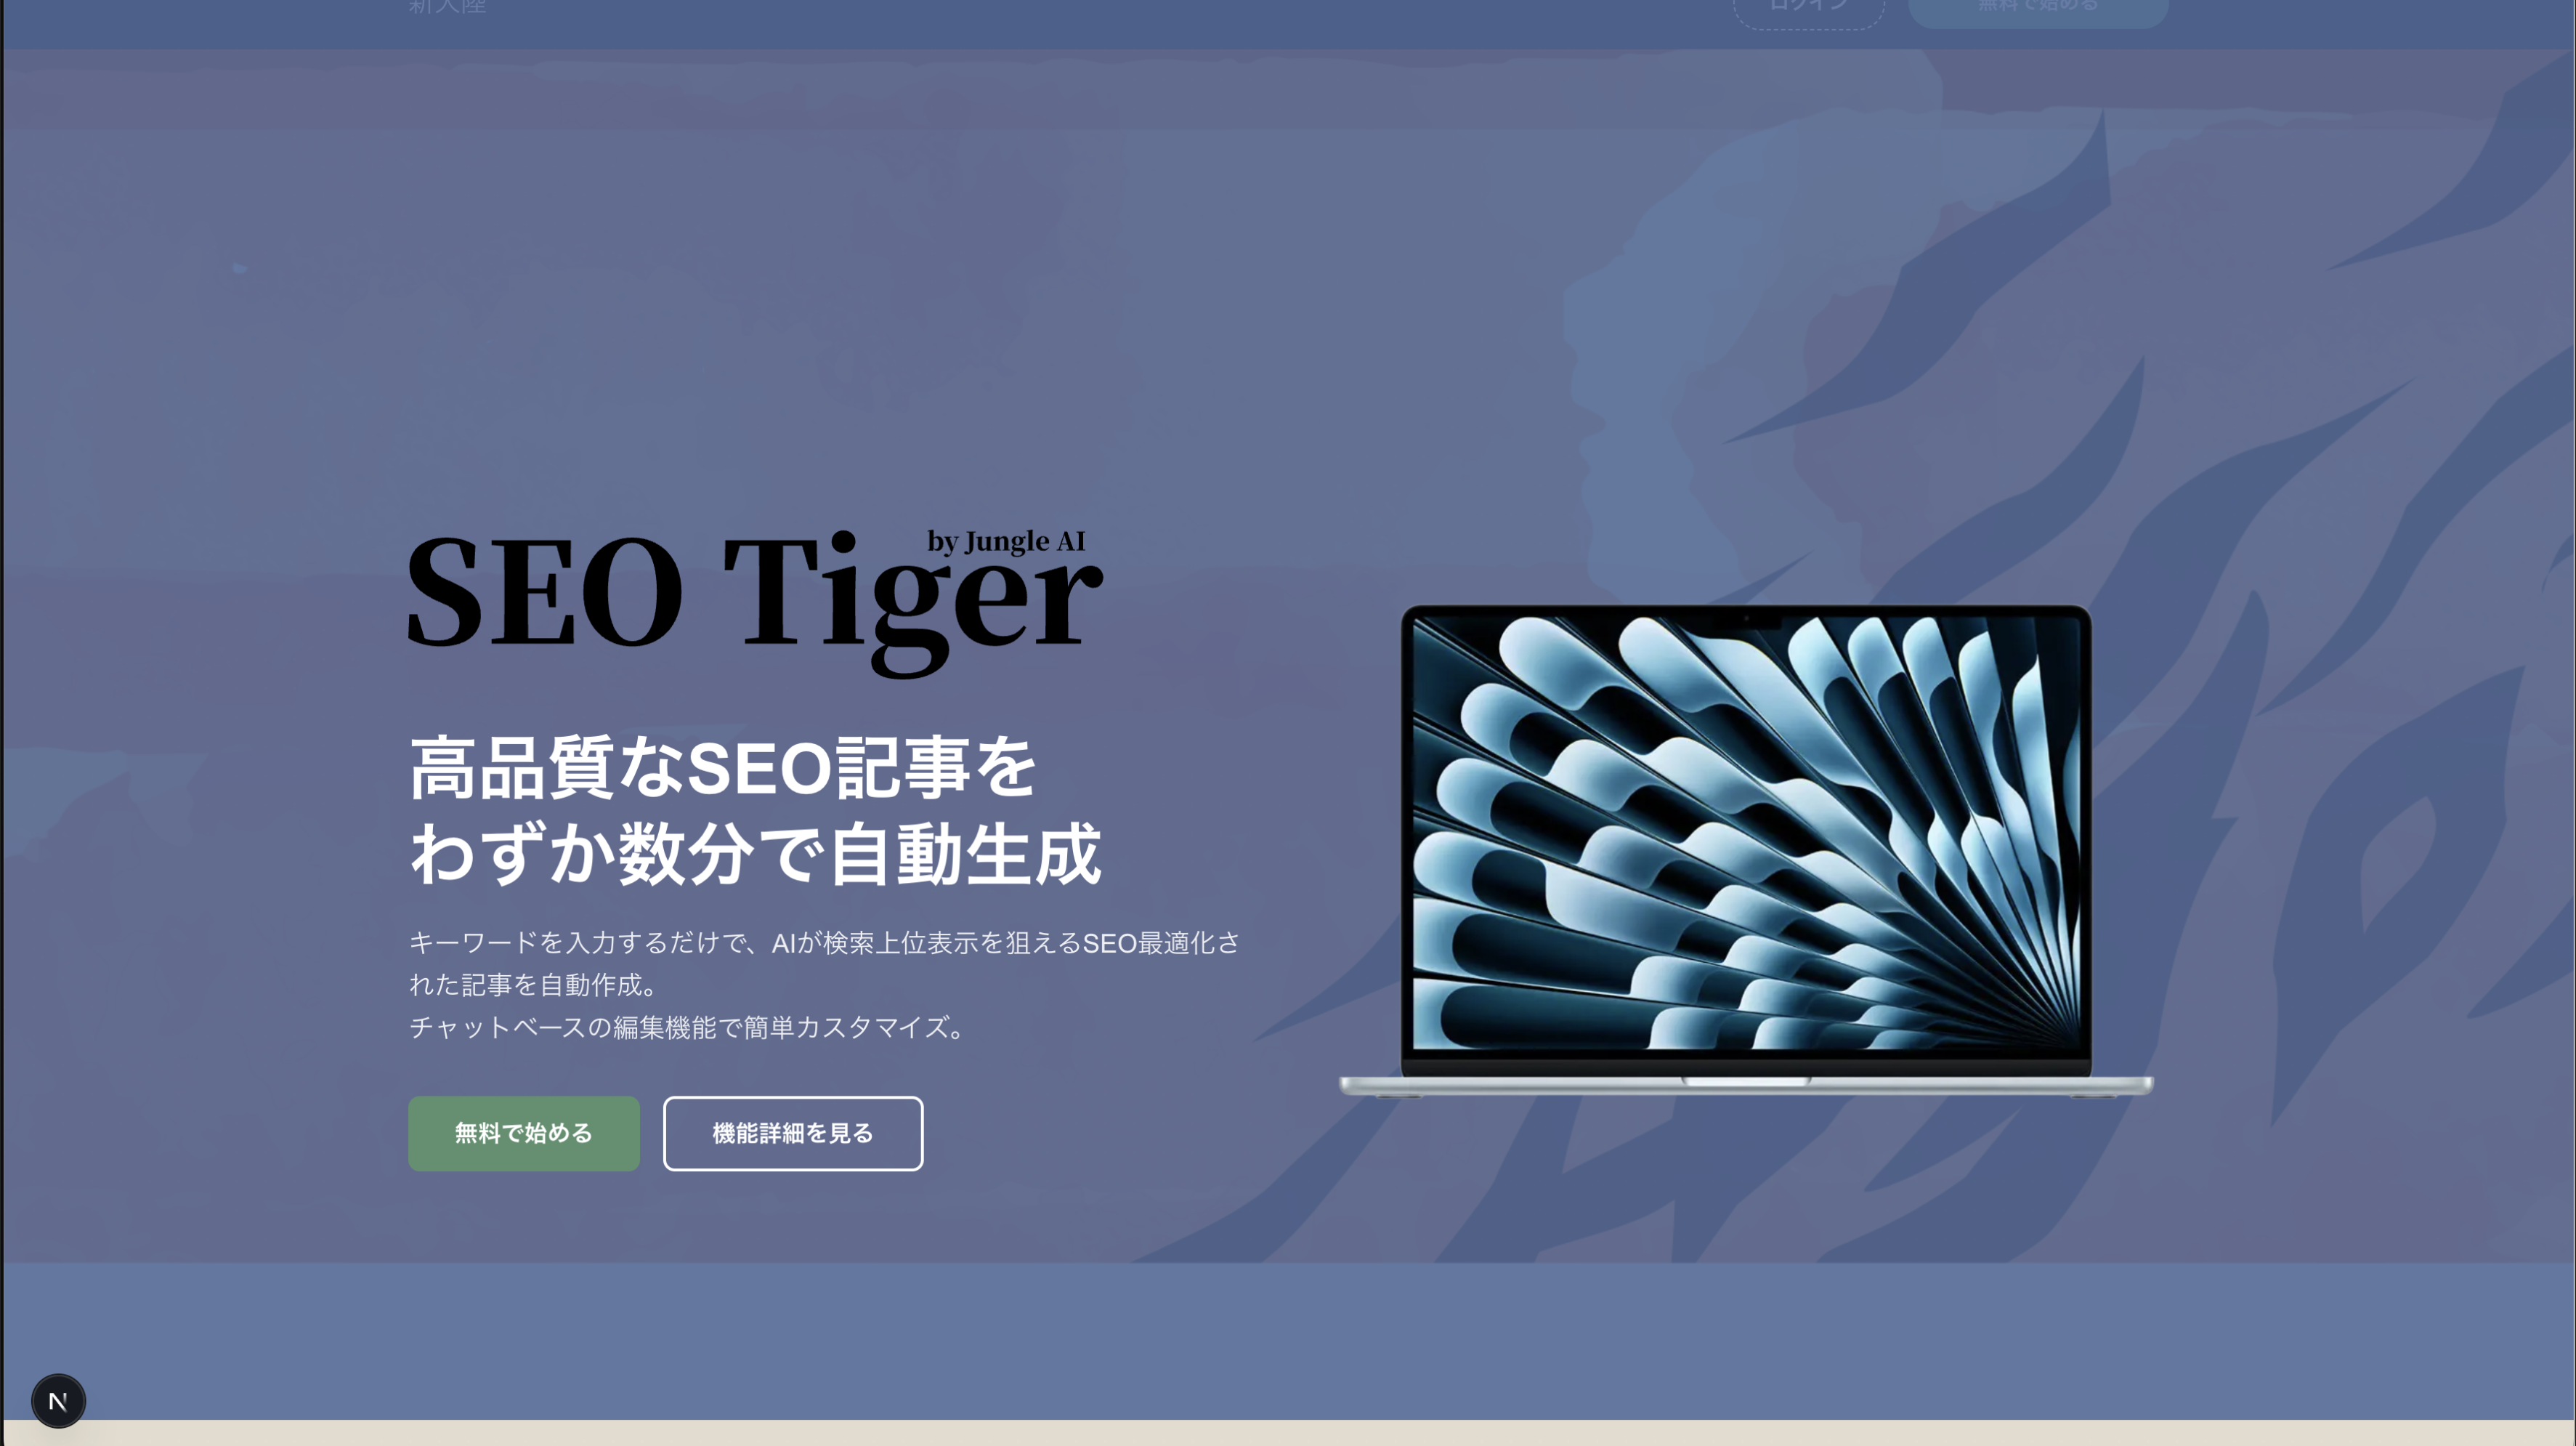 新大陸
ログイン
無料で始める
by Jungle AI
SEO Tiger
高品質なSEO記事を
わずか数分で自動生成
キーワードを入力するだけで、AIが検索上位表示を狙えるSEO最適化さ
れた記事を自動作成。
チャットベースの編集機能で簡単カスタマイズ。
無料で始める
機能詳細を見る
N